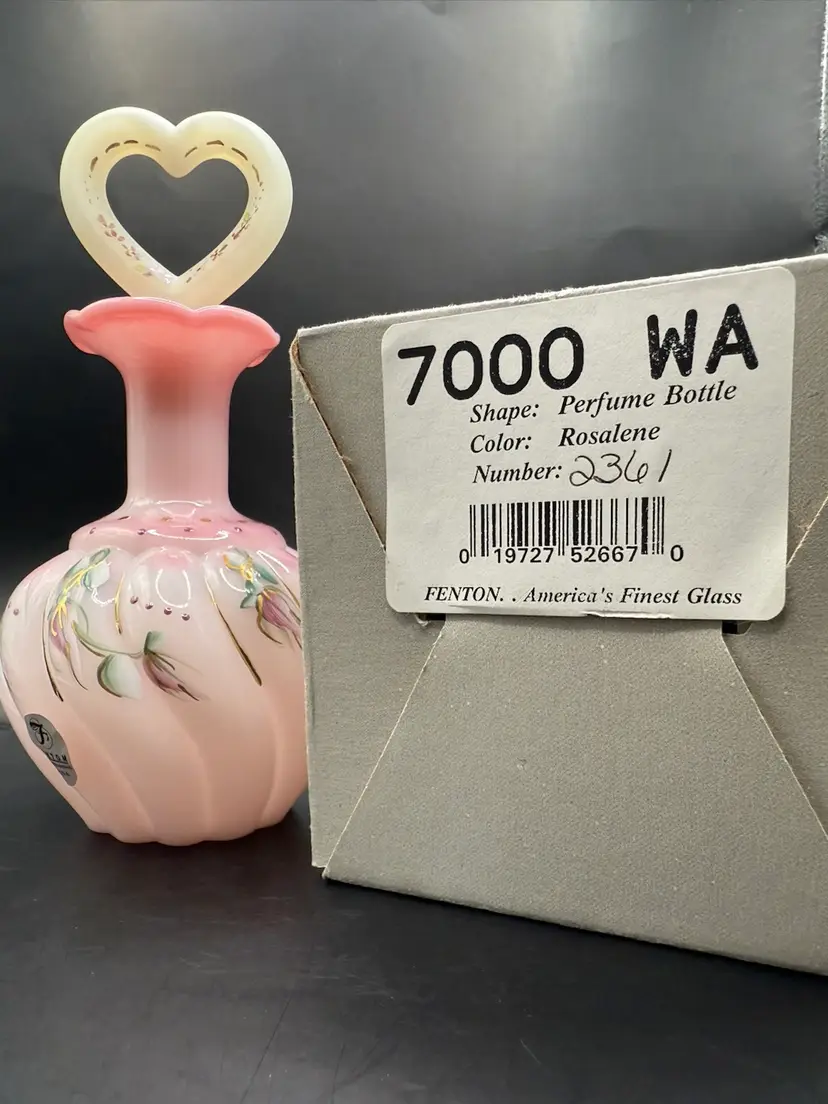 7000 WA
Shape: Perfume Bottle
Color: Rosalene
Number: 2361
0 19727 52667 0
FENTON. . America's Finest Glass